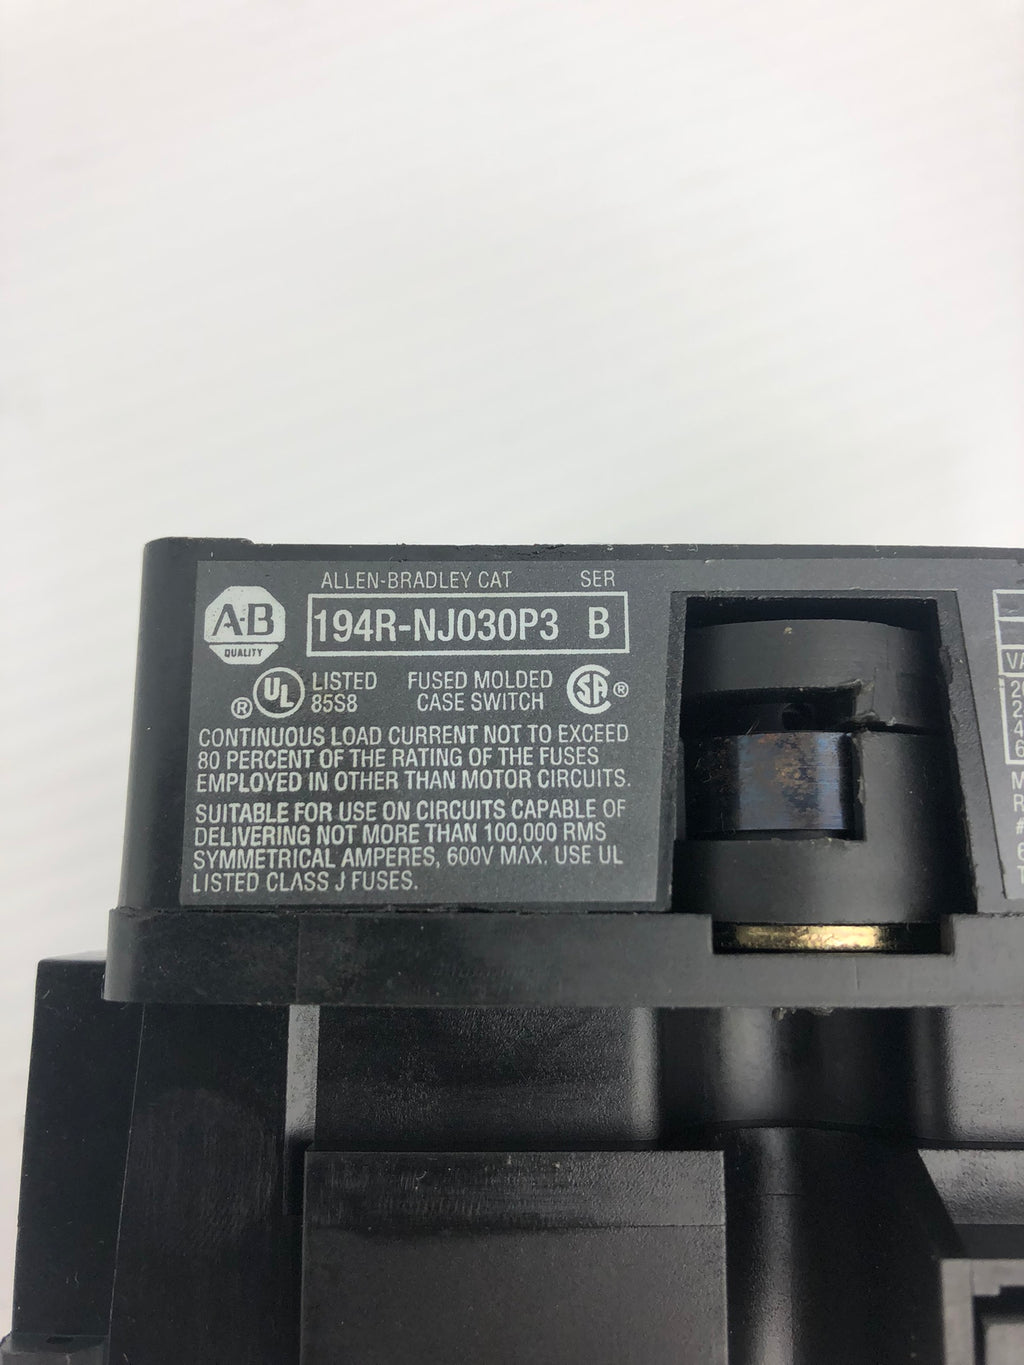 ALLEN-BRADLEY CAT SER
A-B
QUALITY
194R-NJ030P3 B
® UL LISTED
85S8
FUSED MOLDED
CASE SWITCH
SA ®
CONTINUOUS LOAD CURRENT NOT TO EXCEED
80 PERCENT OF THE RATING OF THE FUSES
EMPLOYED IN OTHER THAN MOTOR CIRCUITS.
SUITABLE FOR USE ON CIRCUITS CAPABLE OF
DELIVERING NOT MORE THAN 100,000 RMS
SYMMETRICAL AMPERES, 600V MAX. USE UL
LISTED CLASS J FUSES.